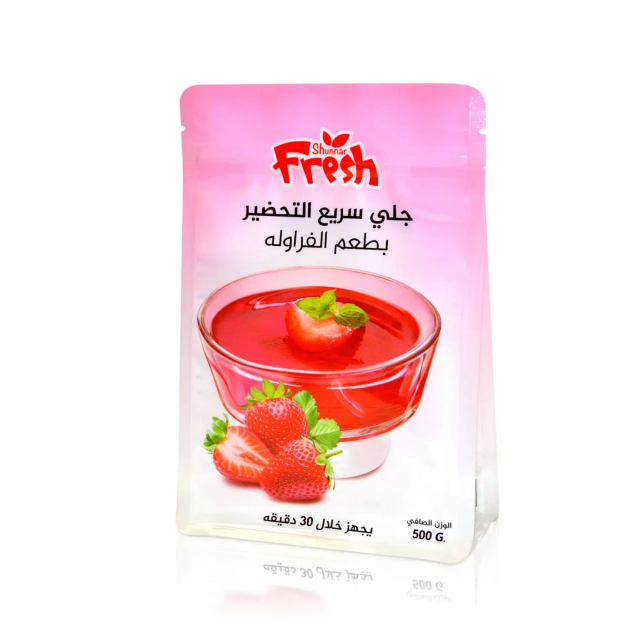 Shunnar
Fresh
جلي سريع التحضير
بطعم الفراوله
يجهز خلال 30 دقيقه
الوزن الصافي
500 G.